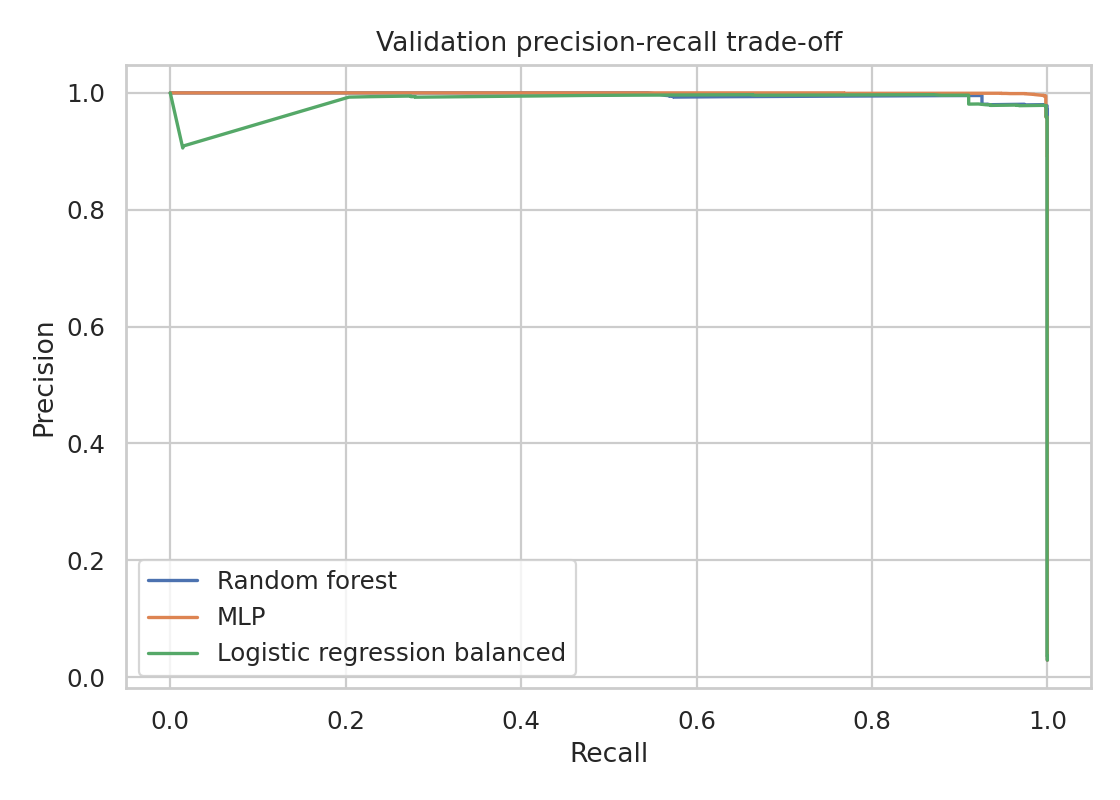 Validation precision-recall trade-off
1.0
0.8
0.6
0.4
0.2
0.0
Precision
Random forest
MLP
Logistic regression balanced
0.0 0.2 0.4 0.6 0.8 1.0
Recall